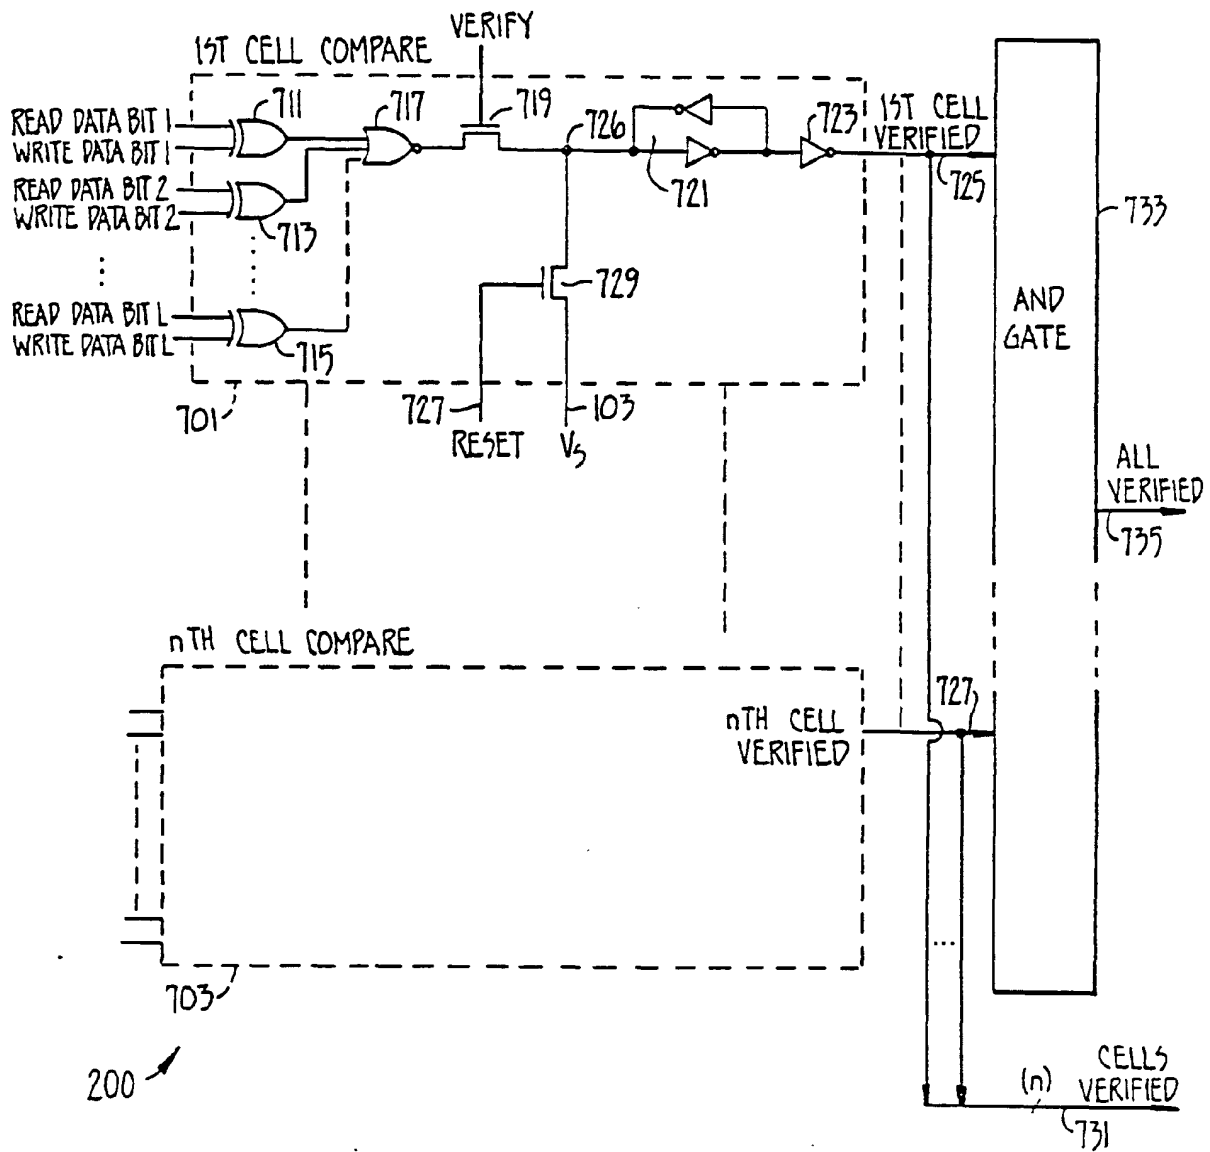 VERIFY
1ST CELL COMPARE
711
717
719
READ DATA BIT 1
WRITE DATA BIT 1
726
723
1ST CELL
VERIFIED
725
721
READ DATA BIT 2
WRITE DATA BIT 2
713
733
729
AND
GATE
READ DATA BIT L
WRITE DATA BIT L
715
701
727
103
RESET
VS
ALL
VERIFIED
735
nTH CELL COMPARE
727
nTH CELL
VERIFIED
...
703
200
(n)
CELLS
VERIFIED
731